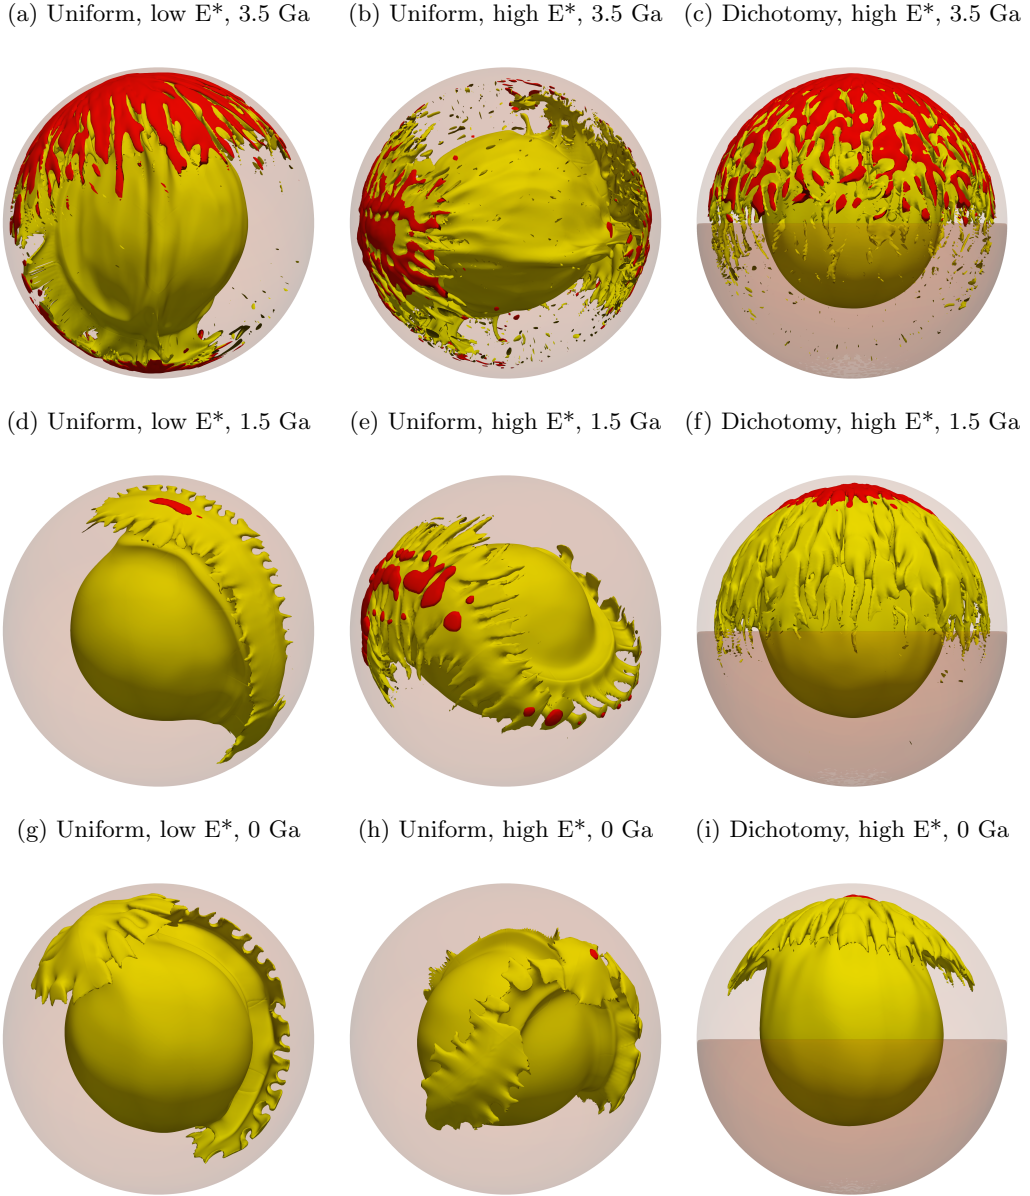 (a) Uniform, low E*, 3.5 Ga (b) Uniform, high E*, 3.5 Ga (c) Dichotomy, high E*, 3.5 Ga
(d) Uniform, low E*, 1.5 Ga (e) Uniform, high E*, 1.5 Ga (f) Dichotomy, high E*, 1.5 Ga
(g) Uniform, low E*, 0 Ga (h) Uniform, high E*, 0 Ga (i) Dichotomy, high E*, 0 Ga